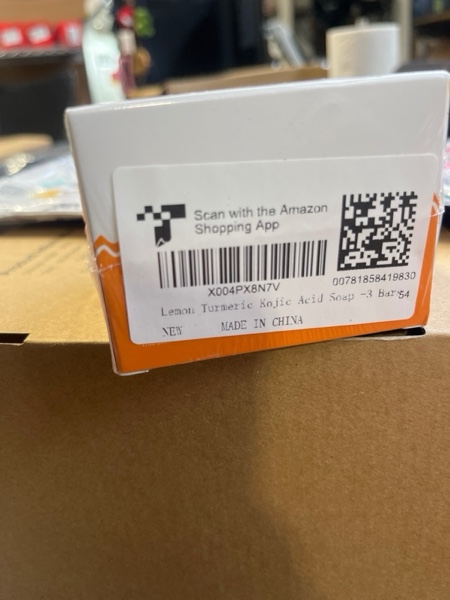 Scan with the Amazon
Shopping App
X004PX8N7V
00781858419830
Lemon Turmeric Kojic Acid Soap -3 Bars
54
NEW MADE IN CHINA